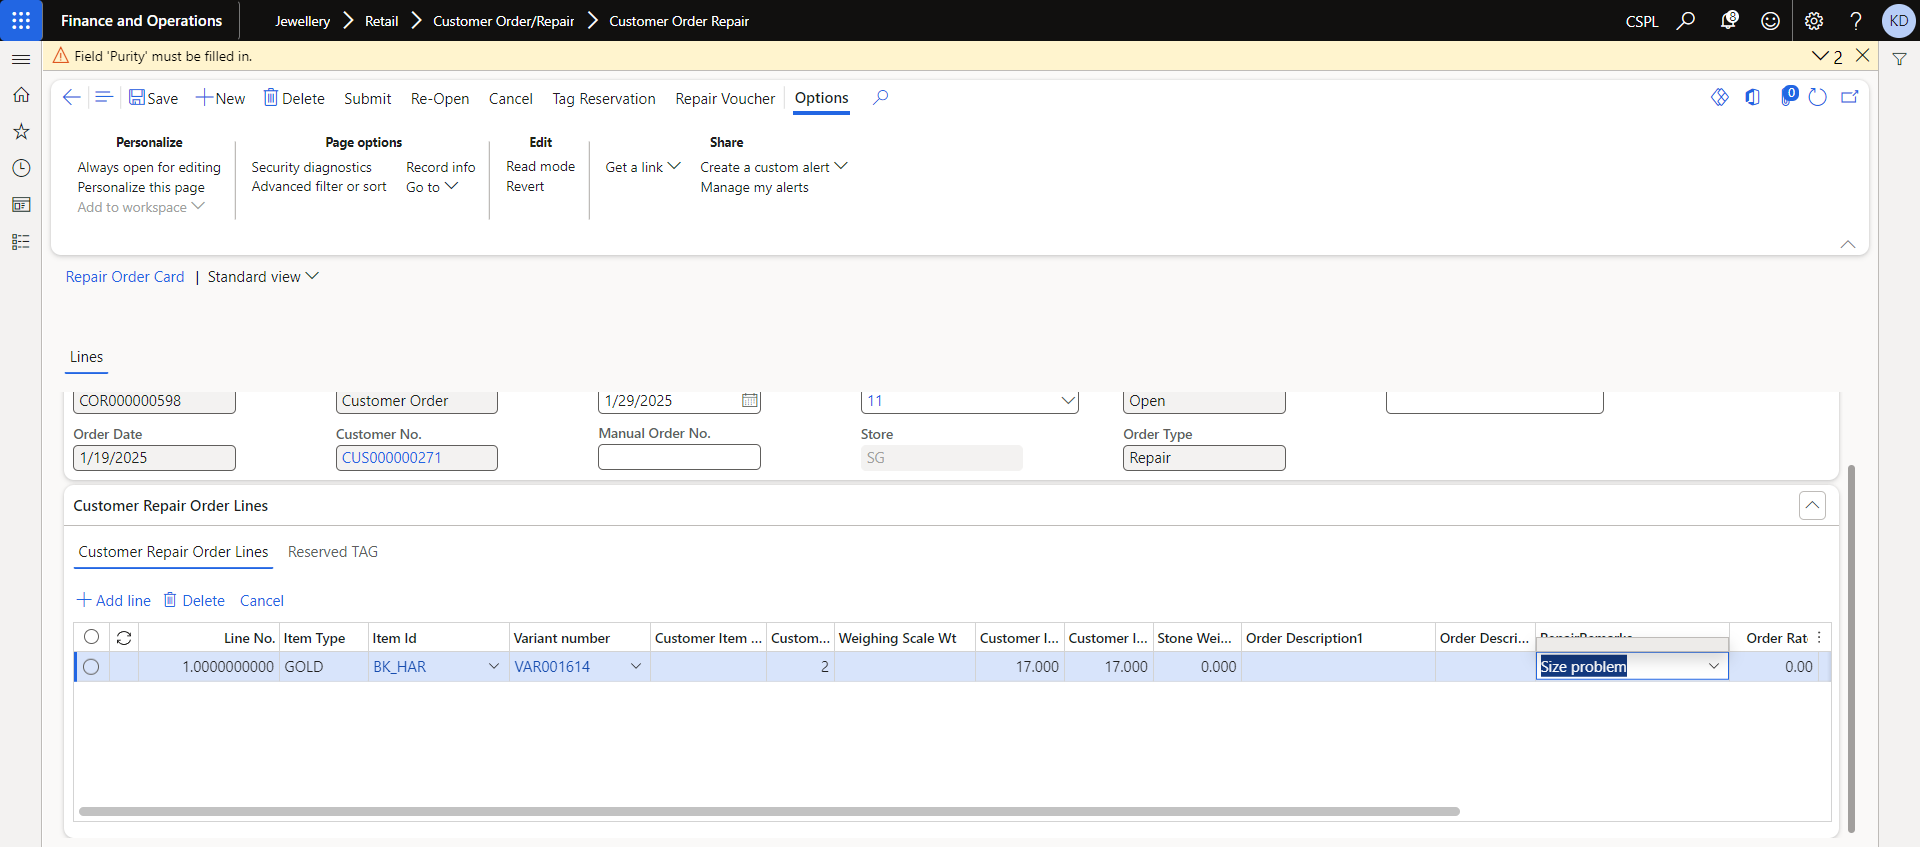 Finance and Operations
Jewellery Retail Customer Order/Repair Customer Order Repair
CSPL 8 ? KD
Field 'Purity' must be filled in. 2
Save New Delete Submit Re-Open Cancel Tag Reservation Repair Voucher Options 0
Personalize Page options Edit Share
Always open for editing Security diagnostics Record info Read mode Get a link Create a custom alert
Personalize this page Advanced filter or sort Go to Revert Manage my alerts
Add to workspace
Repair Order Card | Standard view
Lines
COR000000598 Customer Order 1/29/2025 11 Open
Order Date Customer No. Manual Order No. Store Order Type
1/19/2025 CUS000000271 SG Repair
Customer Repair Order Lines
Customer Repair Order Lines Reserved TAG
Add line Delete Cancel
Line No. Item Type Item Id Variant number Customer Item ... Custom... Weighing Scale Wt Customer I... Customer I... Stone Wei... Order Description1 Order Descri... RepairRemarks Order Rat
1.0000000000 GOLD BK_HAR VAR001614 2 17.000 17.000 0.000 Size problem 0.00